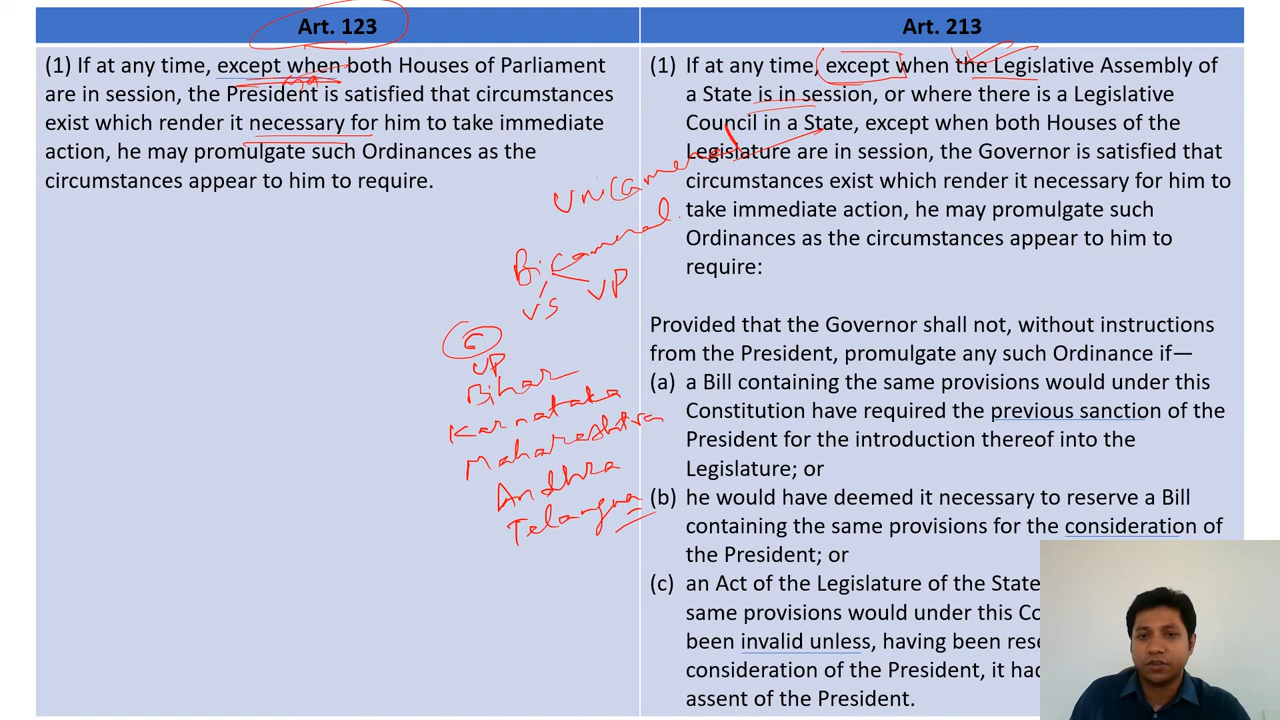 Art. 123
(1) If at any time, except when both Houses of Parliament
are in session, the President is satisfied that circumstances
exist which render it necessary for him to take immediate
action, he may promulgate such Ordinances as the
circumstances appear to him to require.
Unicameral
Bicameral
VS VP
6
UP
Bihar
Karnataka
Maharashtra
Andhra
Telangna
Art. 213
(1) If at any time, except when the Legislative Assembly of
a State is in session, or where there is a Legislative
Council in a State, except when both Houses of the
Legislature are in session, the Governor is satisfied that
circumstances exist which render it necessary for him to
take immediate action, he may promulgate such
Ordinances as the circumstances appear to him to
require:
Provided that the Governor shall not, without instructions
from the President, promulgate any such Ordinance if—
(a) a Bill containing the same provisions would under this
Constitution have required the previous sanction of the
President for the introduction thereof into the
Legislature; or
(b) he would have deemed it necessary to reserve a Bill
containing the same provisions for the consideration of
the President; or
(c) an Act of the Legislature of the State
same provisions would under this Co
been invalid unless, having been rese
consideration of the President, it had
assent of the President.